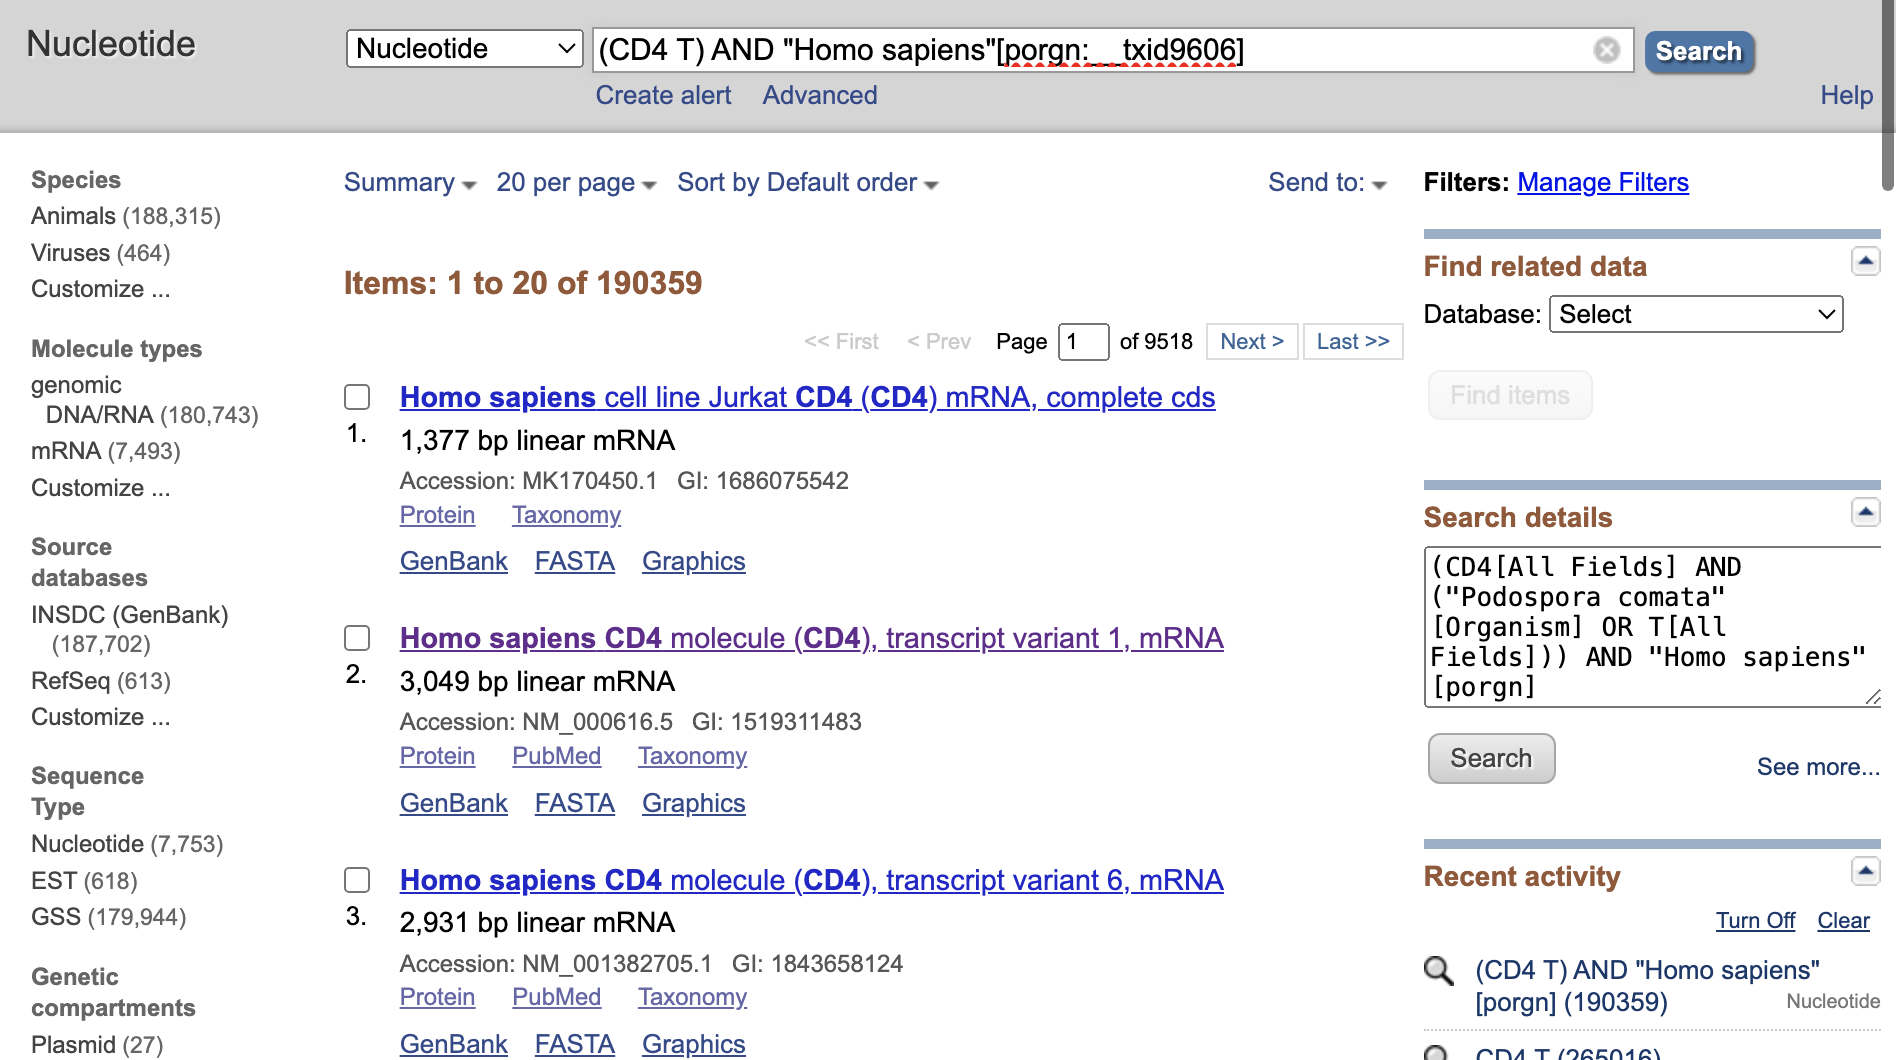 Nucleotide
Nucleotide
(CD4 T) AND "Homo sapiens"[porgn:__txid9606]
Search
Create alert
Advanced
Help
Species
Animals (188,315)
Viruses (464)
Customize ...
Molecule types
genomic
DNA/RNA (180,743)
mRNA (7,493)
Customize ...
Source
databases
INSDC (GenBank)
(187,702)
RefSeq (613)
Customize ...
Sequence
Type
Nucleotide (7,753)
EST (618)
GSS (179,944)
Genetic
compartments
Plasmid (27)
Summary 20 per page Sort by Default order Send to:
Items: 1 to 20 of 190359
<< First < Prev Page 1 of 9518 Next > Last >>
Homo sapiens cell line Jurkat CD4 (CD4) mRNA, complete cds
1. 1,377 bp linear mRNA
Accession: MK170450.1 GI: 1686075542
Protein Taxonomy
GenBank FASTA Graphics
Homo sapiens CD4 molecule (CD4), transcript variant 1, mRNA
2. 3,049 bp linear mRNA
Accession: NM_000616.5 GI: 1519311483
Protein PubMed Taxonomy
GenBank FASTA Graphics
Homo sapiens CD4 molecule (CD4), transcript variant 6, mRNA
3. 2,931 bp linear mRNA
Accession: NM_001382705.1 GI: 1843658124
Protein PubMed Taxonomy
GenBank FASTA Graphics
Filters: Manage Filters
Find related data
Database: Select
Find items
Search details
(CD4[All Fields] AND
("Podospora comata"
[Organism] OR T[All
Fields])) AND "Homo sapiens"
[porgn]
Search
See more...
Recent activity
Turn Off Clear
(CD4 T) AND "Homo sapiens"
[porgn] (190359)
Nucleotide
CD4 T (265016)